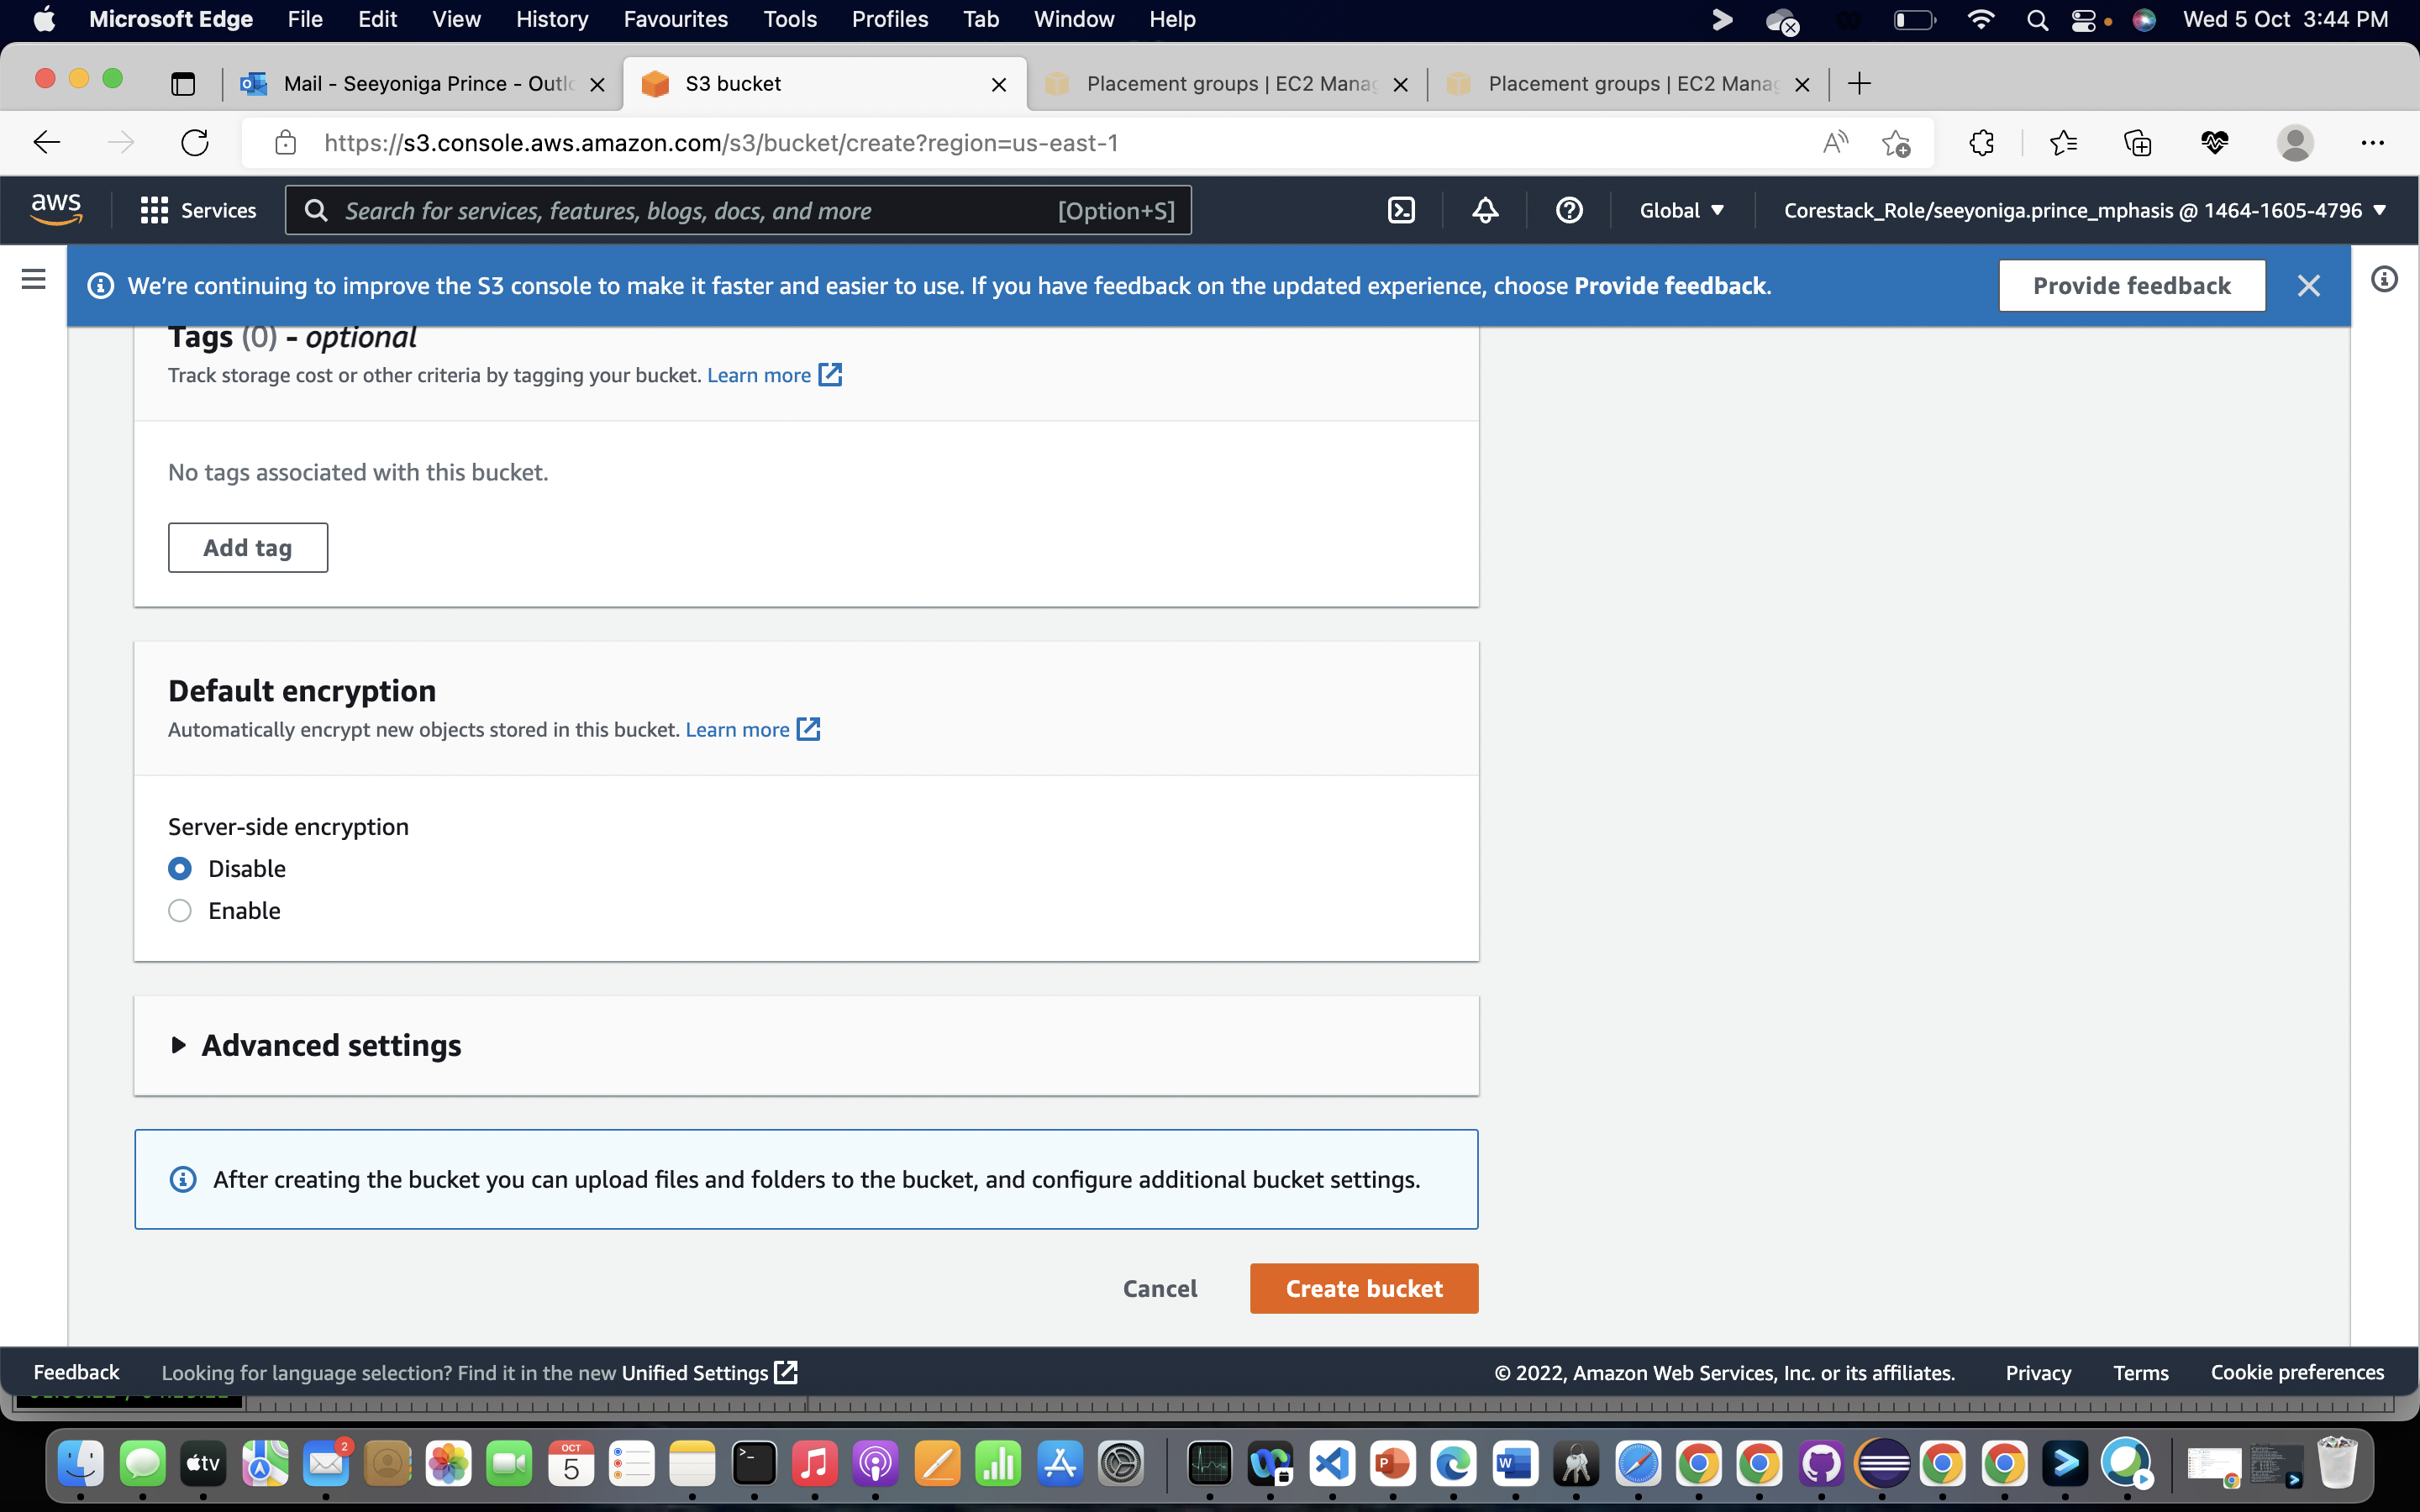 Microsoft Edge File Edit View History Favourites Tools Profiles Tab Window Help Wed 5 Oct 3:44 PM
Mail - Seeyoniga Prince - Outlo S3 bucket Placement groups | EC2 Manag Placement groups | EC2 Manag
https://s3.console.aws.amazon.com/s3/bucket/create?region=us-east-1
aws Services Search for services, features, blogs, docs, and more [Option+S] Global Corestack_Role/seeyoniga.prince_mphasis @ 1464-1605-4796
We're continuing to improve the S3 console to make it faster and easier to use. If you have feedback on the updated experience, choose Provide feedback. Provide feedback
Tags (0) - optional
Track storage cost or other criteria by tagging your bucket. Learn more
No tags associated with this bucket.
Add tag
Default encryption
Automatically encrypt new objects stored in this bucket. Learn more
Server-side encryption
Disable
Enable
Advanced settings
After creating the bucket you can upload files and folders to the bucket, and configure additional bucket settings.
Cancel Create bucket
Feedback Looking for language selection? Find it in the new Unified Settings © 2022, Amazon Web Services, Inc. or its affiliates. Privacy Terms Cookie preferences
tv 2 OCT 5 P W